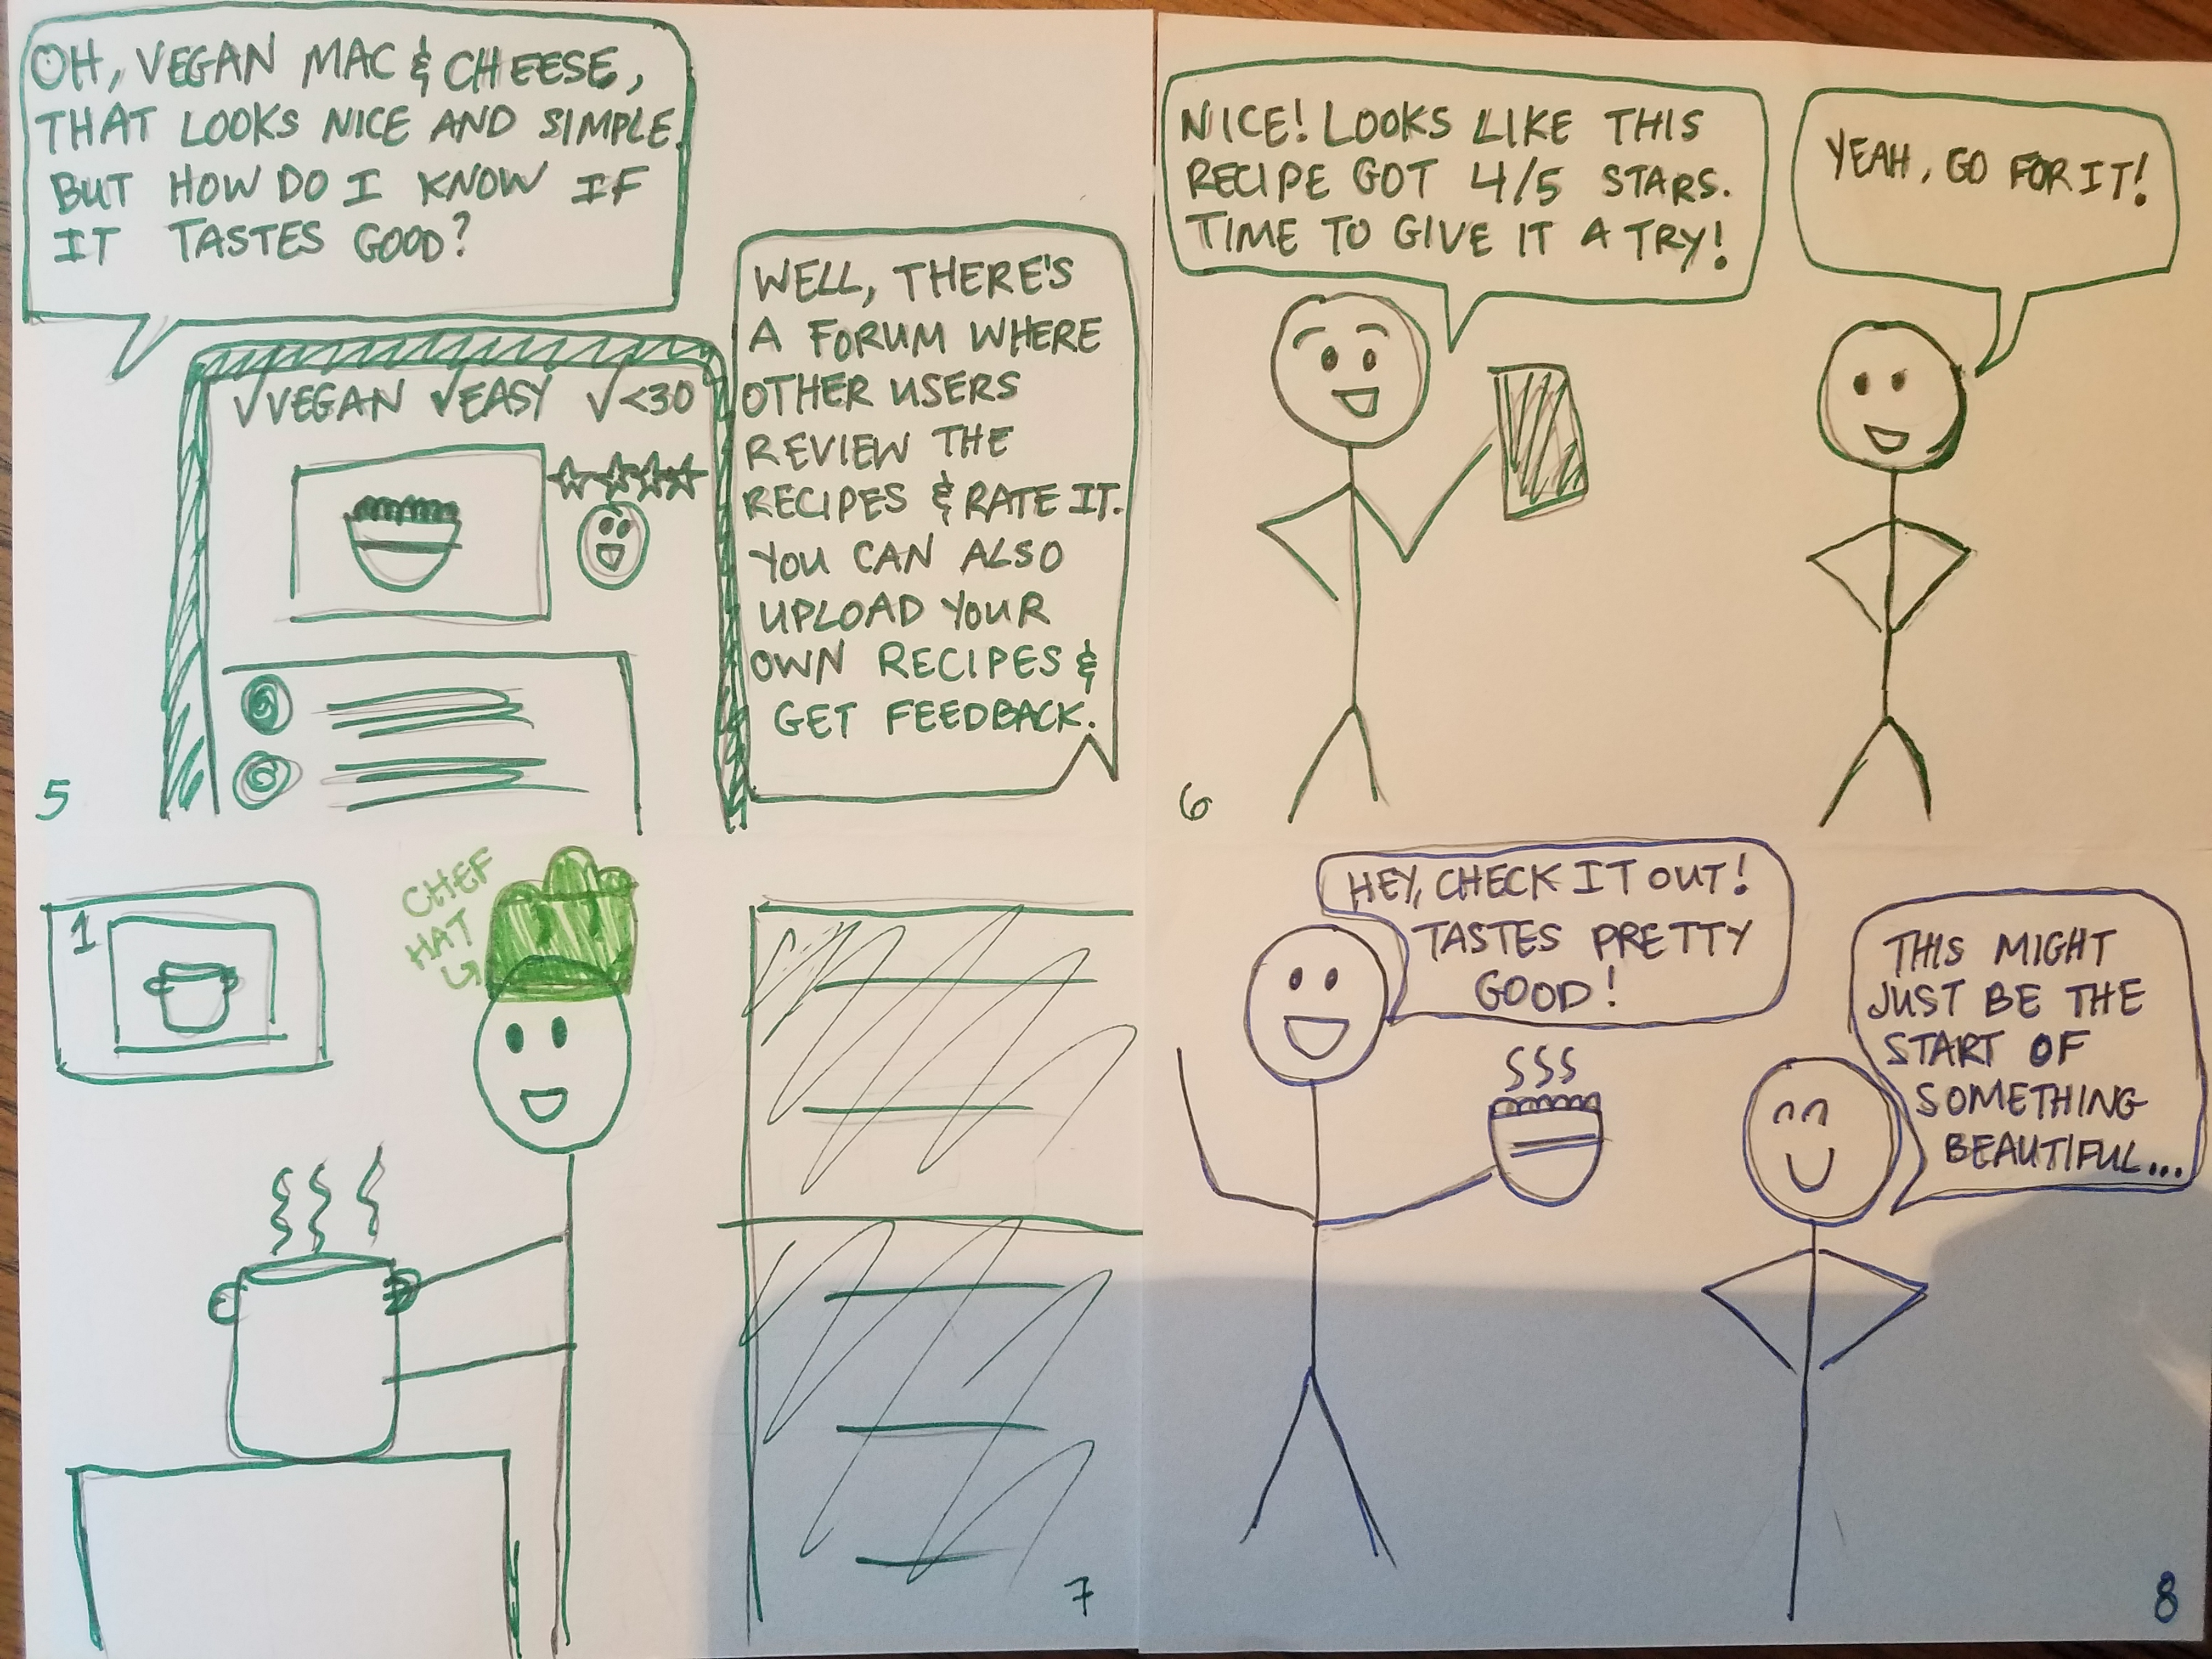 OH, VEGAN MAC & CHEESE,
THAT LOOKS NICE AND SIMPLE.
BUT HOW DO I KNOW IF
IT TASTES GOOD?
✓VEGAN ✓EASY ✓<30
WELL, THERE'S
A FORUM WHERE
OTHER USERS
REVIEW THE
RECIPES & RATE IT.
YOU CAN ALSO
UPLOAD YOUR
OWN RECIPES &
GET FEEDBACK.
5
NICE! LOOKS LIKE THIS
RECIPE GOT 4/5 STARS.
TIME TO GIVE IT A TRY!
YEAH, GO FOR IT!
6
1
CHEF
HAT
7
HEY, CHECK IT OUT!
TASTES PRETTY
GOOD!
THIS MIGHT
JUST BE THE
START OF
SOMETHING
BEAUTIFUL...
8